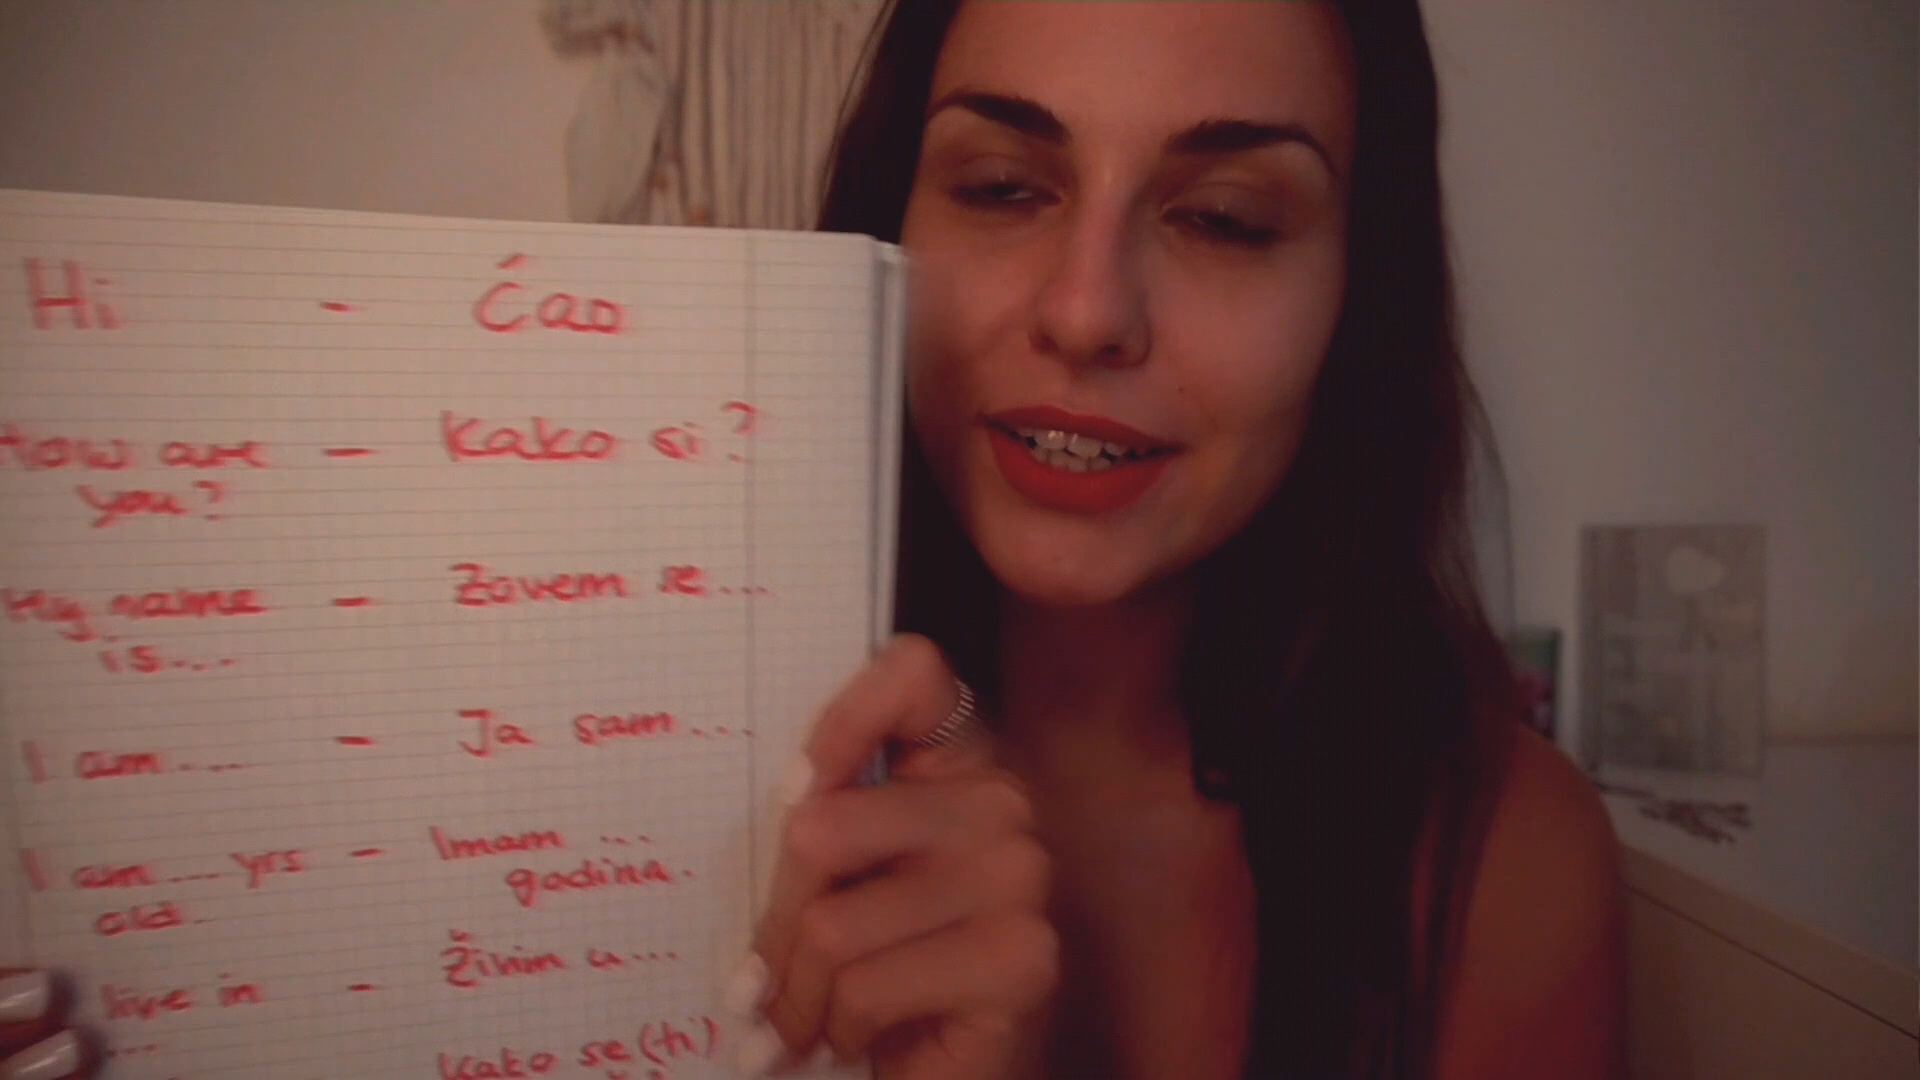 Hi - Ćao
How are - Kako si?
you?
My name - Zovem se...
is....
I am.... - Ja sam...
I am ... yrs - Imam ...
old. godina.
live in - Živim u...
...
Kako se (ti)